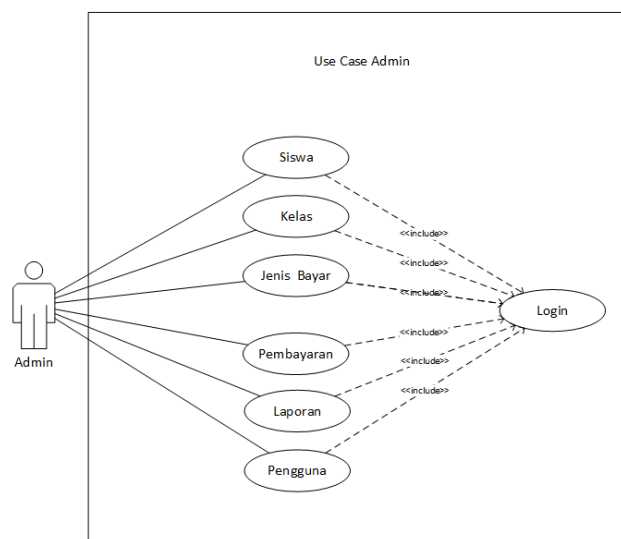 Use Case Admin
Siswa
Kelas
<<include>>
<<include>>
Jenis Bayar
<<include>>
Login
<<include>>
Pembayaran
Admin
<<include>>
<<include>>
Laporan
Pengguna